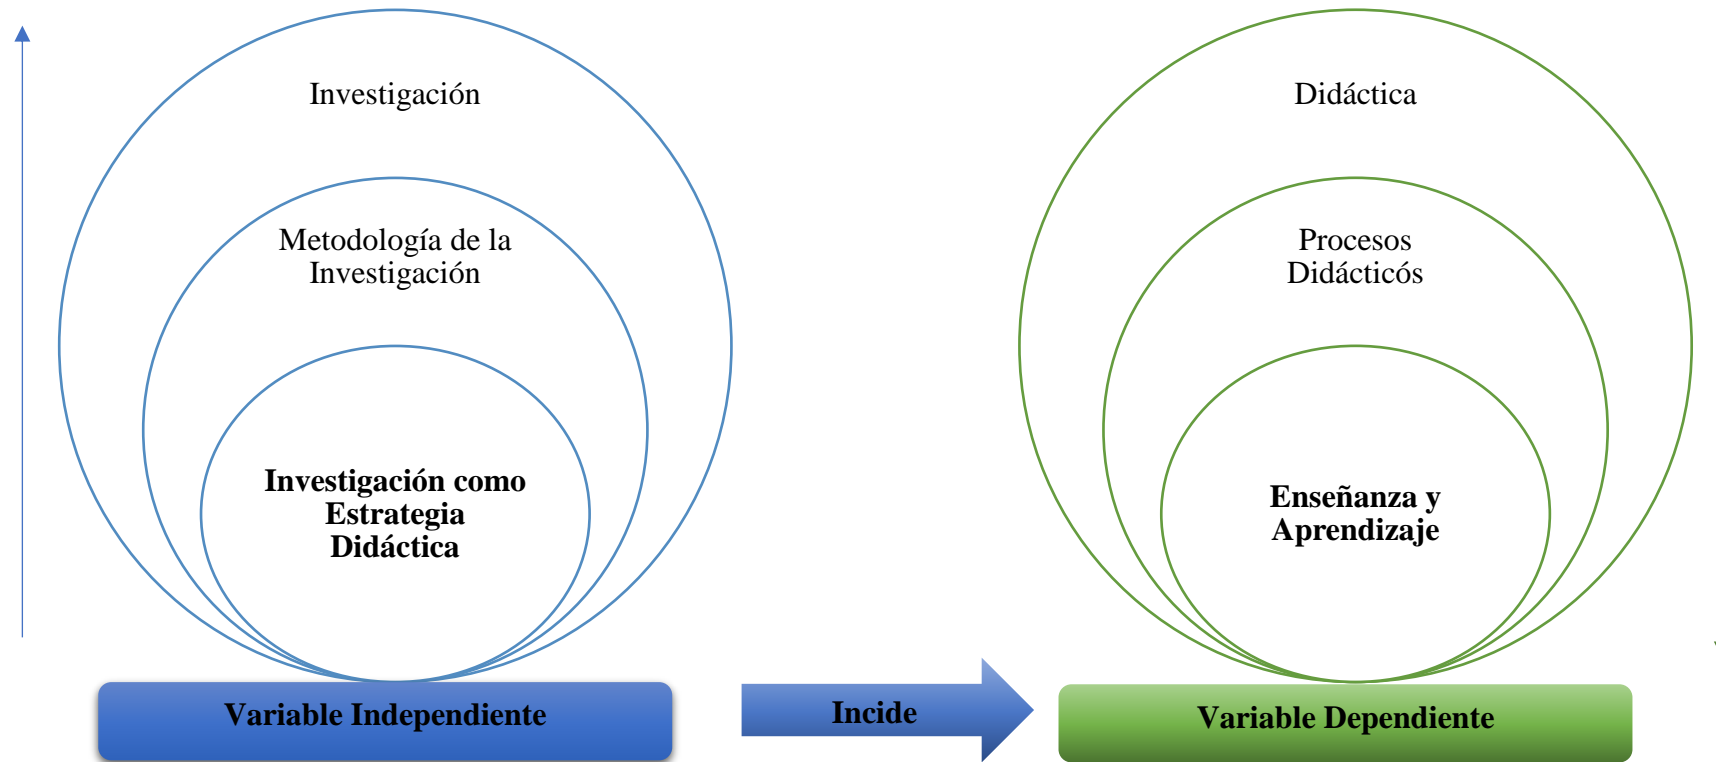 Investigación
Metodología de la
Investigación
Investigación como
Estrategia
Didáctica
Variable Independiente
Incide
Didáctica
Procesos
Didácticós
Enseñanza y
Aprendizaje
Variable Dependiente